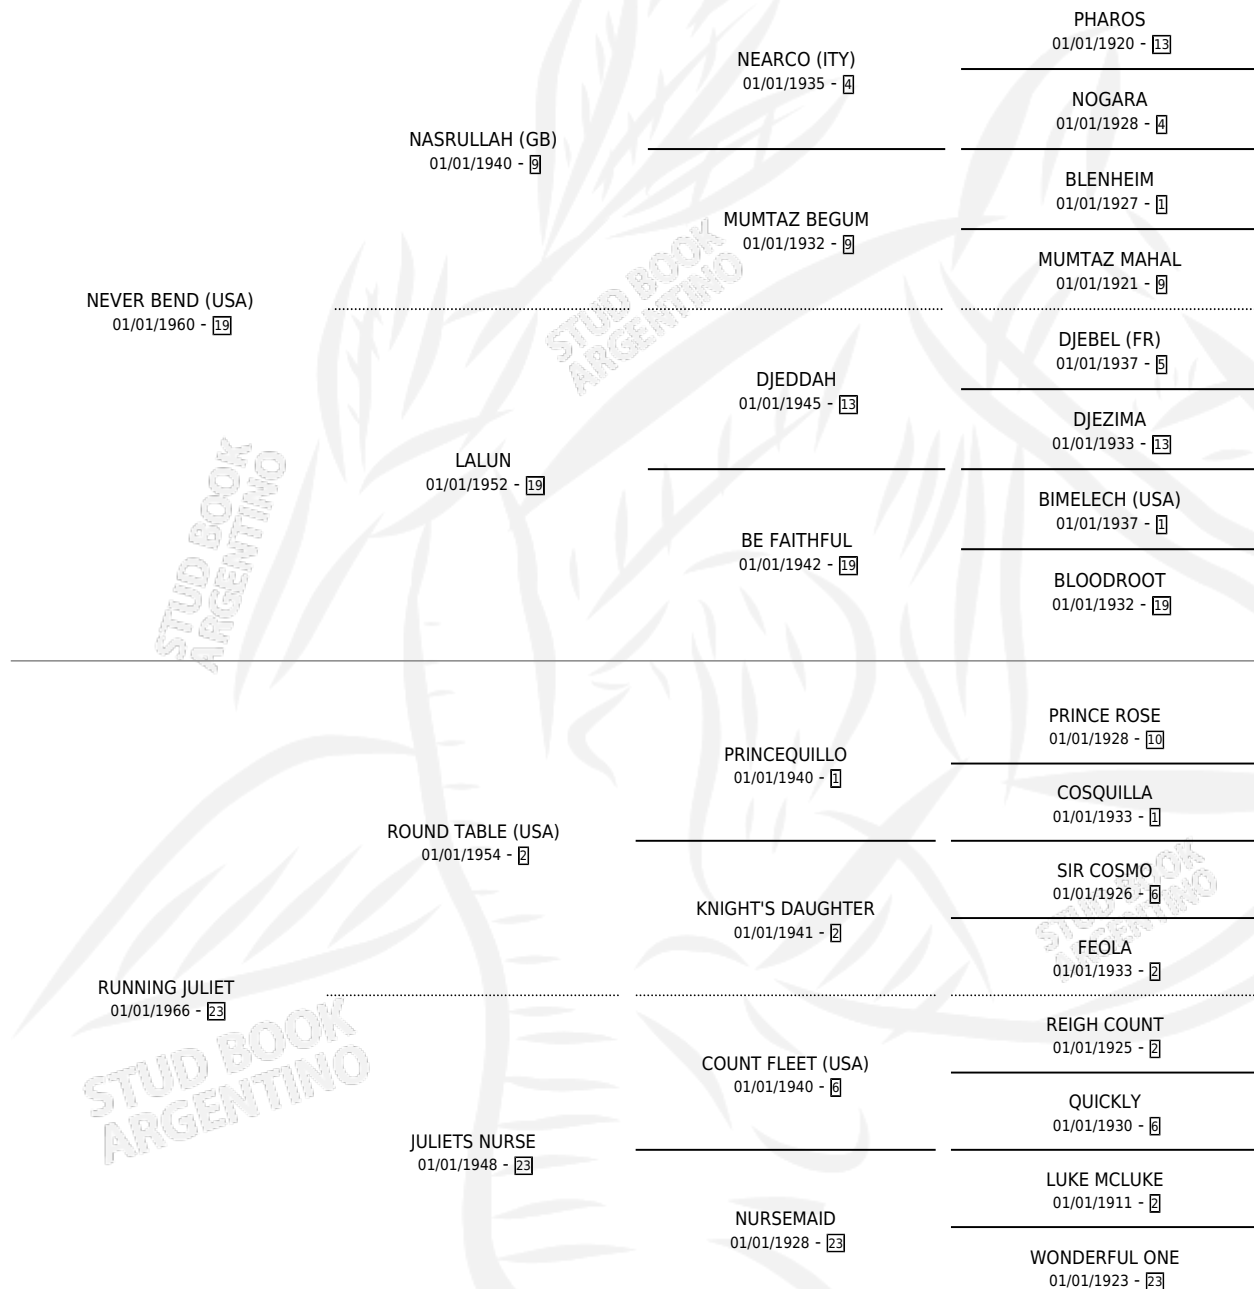 PHAROS
01/01/1920 - 13
NEARCO (ITY)
01/01/1935 - 4
NOGARA
01/01/1928 - 4
NASRULLAH (GB)
01/01/1940 - 9
BLENHEIM
01/01/1927 - 1
MUMTAZ BEGUM
01/01/1932 - 9
MUMTAZ MAHAL
01/01/1921 - 9
NEVER BEND (USA)
01/01/1960 - 19
STUD BOOK
ARGENTINO
DJEBEL (FR)
01/01/1937 - 5
DJEDDAH
01/01/1945 - 13
DJEZIMA
01/01/1933 - 13
LALUN
01/01/1952 - 19
BIMELECH (USA)
01/01/1937 - 1
BE FAITHFUL
01/01/1942 - 19
BLOODROOT
01/01/1932 - 19
STUD BOOK
ARGENTINO
PRINCE ROSE
01/01/1928 - 10
PRINCEQUILLO
01/01/1940 - 1
COSQUILLA
01/01/1933 - 1
ROUND TABLE (USA)
01/01/1954 - 2
SIR COSMO
01/01/1926 - 6
KNIGHT'S DAUGHTER
01/01/1941 - 2
STUD BOOK
ARGENTINO
FEOLA
01/01/1933 - 2
RUNNING JULIET
01/01/1966 - 23
REIGH COUNT
01/01/1925 - 2
COUNT FLEET (USA)
01/01/1940 - 6
STUD BOOK
ARGENTINO
QUICKLY
01/01/1930 - 6
JULIETS NURSE
01/01/1948 - 23
LUKE MCLUKE
01/01/1911 - 2
NURSEMAID
01/01/1928 - 23
WONDERFUL ONE
01/01/1923 - 23